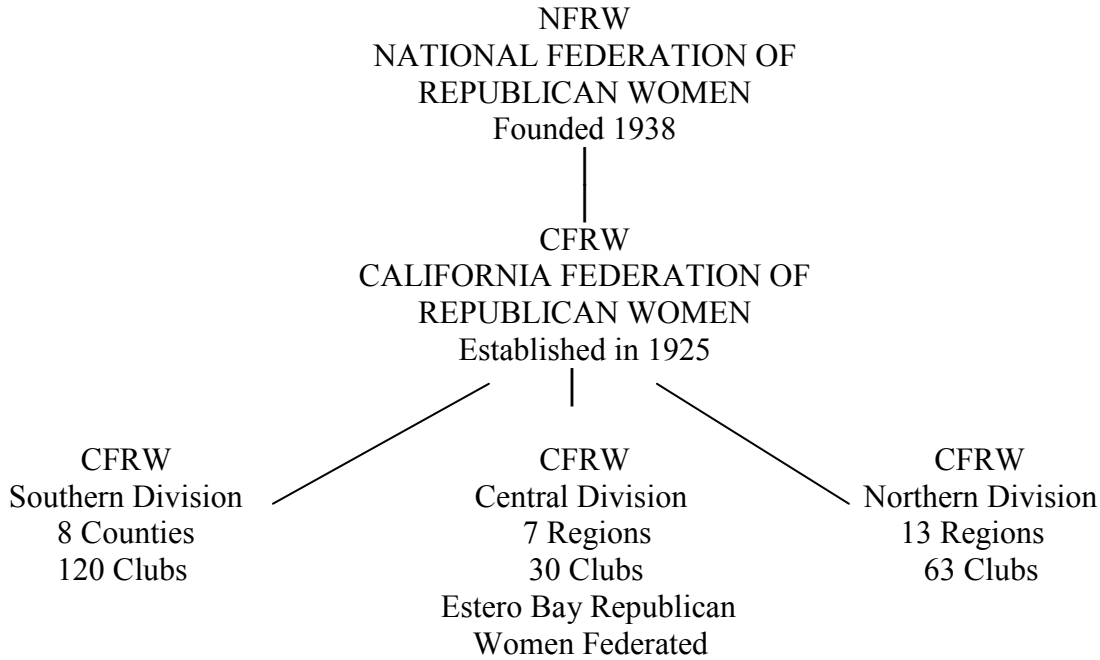 NFRW
NATIONAL FEDERATION OF
REPUBLICAN WOMEN
Founded 1938
CFRW
CALIFORNIA FEDERATION OF
REPUBLICAN WOMEN
Established in 1925
CFRW
Southern Division
8 Counties
120 Clubs
CFRW
Central Division
7 Regions
30 Clubs
Estero Bay Republican
Women Federated
CFRW
Northern Division
13 Regions
63 Clubs